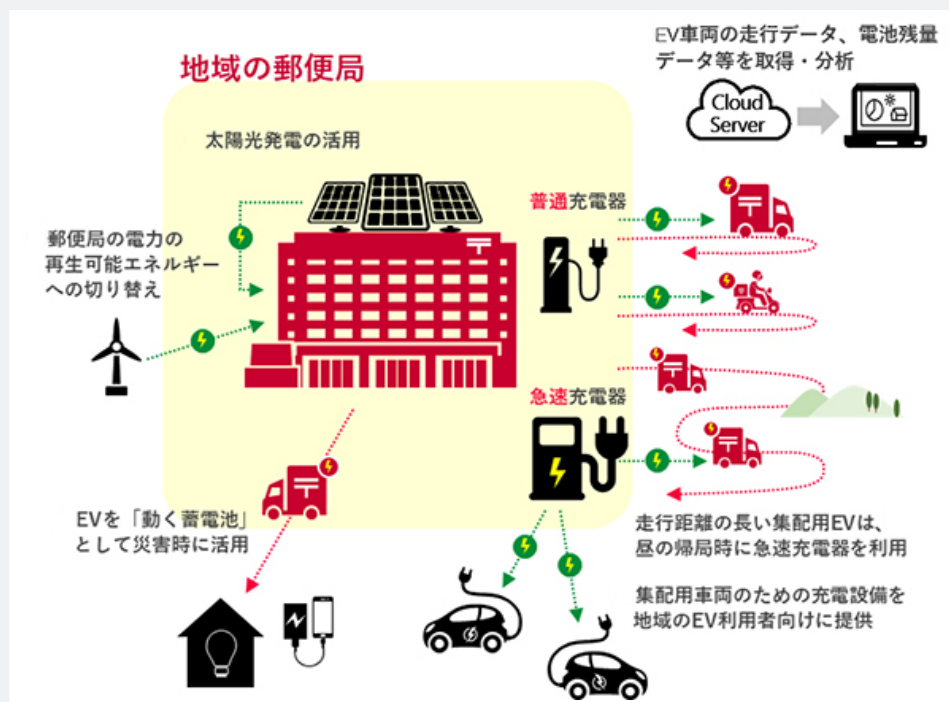 EV車両の走行データ、電池残量
データ等を取得・分析
地域の郵便局
Cloud
Server
太陽光発電の活用
普通充電器
郵便局の電力の
再生可能エネルギー
への切り替え
急速充電器
EVを「動く蓄電池」
として災害時に活用
走行距離の長い集配用EVは、
昼の帰局時に急速充電器を利用
集配用車両のための充電設備を
地域のEV利用者向けに提供